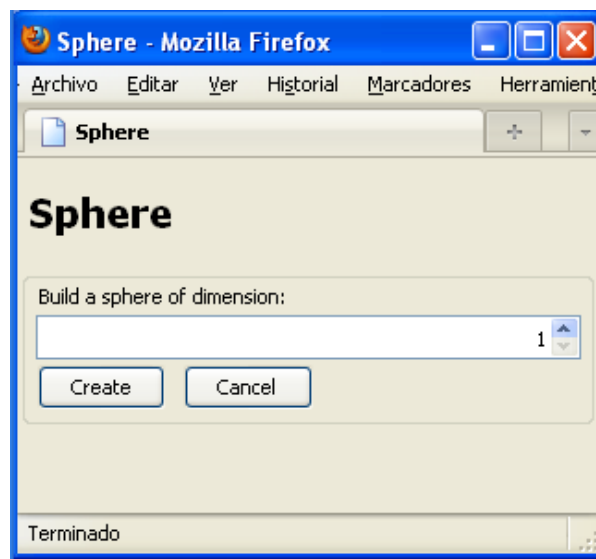 Sphere - Mozilla Firefox
Archivo Editar Ver Historial Marcadores Herramient
Sphere
Sphere
Build a sphere of dimension:
1
Create Cancel
Terminado